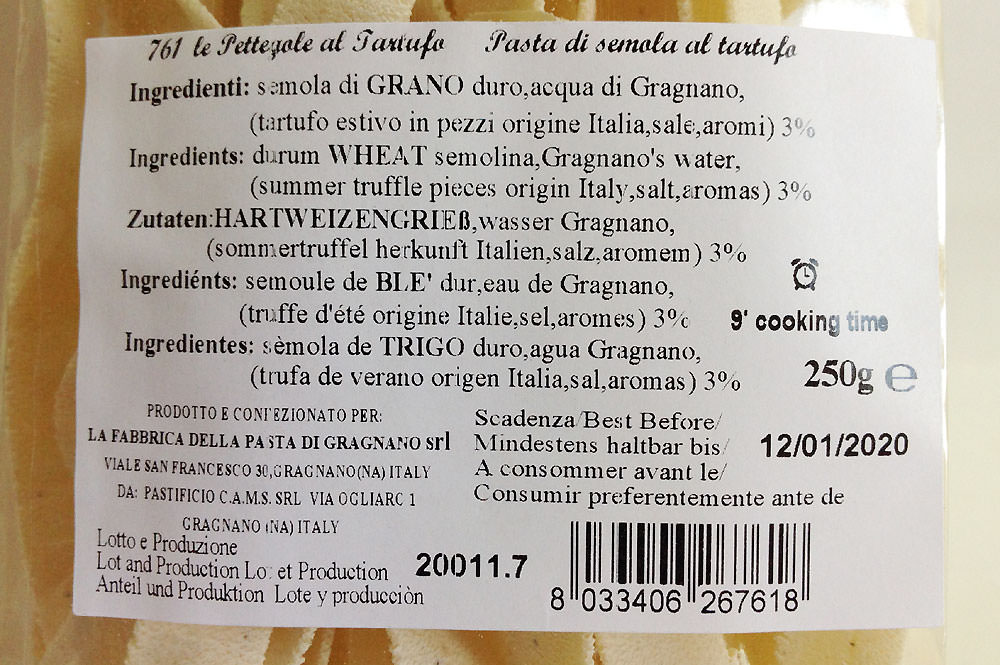 761 le Pettegole al Tartufo Pasta di semola al tartufo
Ingredienti: semola di GRANO duro,acqua di Gragnano,
(tartufo estivo in pezzi origine Italia,sale,aromi) 3%
Ingredients: durum WHEAT semolina,Gragnano's water,
(summer truffle pieces origin Italy,salt,aromas) 3%
Zutaten:HARTWEIZENGRIEß,wasser Gragnano,
(sommertruffel herkunft Italien,salz,aromem) 3%
Ingrediénts: semoule de BLE' dur,eau de Gragnano,
(truffe d'été origine Italie,sel,aromes) 3%
9' cooking time
Ingredientes: sèmola de TRIGO duro,agua Gragnano,
(trufa de verano origen Italia,sal,aromas) 3%
250g ℮
PRODOTTO E CONFEZIONATO PER:
LA FABBRICA DELLA PASTA DI GRAGNANO srl
VIALE SAN FRANCESCO 30,GRAGNANO(NA) ITALY
DA: PASTIFICIO C.A.M.S. SRL VIA OGLIARO 1
GRAGNANO (NA) ITALY
Scadenza/Best Before/
Mindestens haltbar bis/ 12/01/2020
A consommer avant le/
Consumir preferentemente ante de
Lotto e Produzione
Lot and Production Lot et Production 20011.7
Anteil und Produktion Lote y producciòn
8 033406 267618